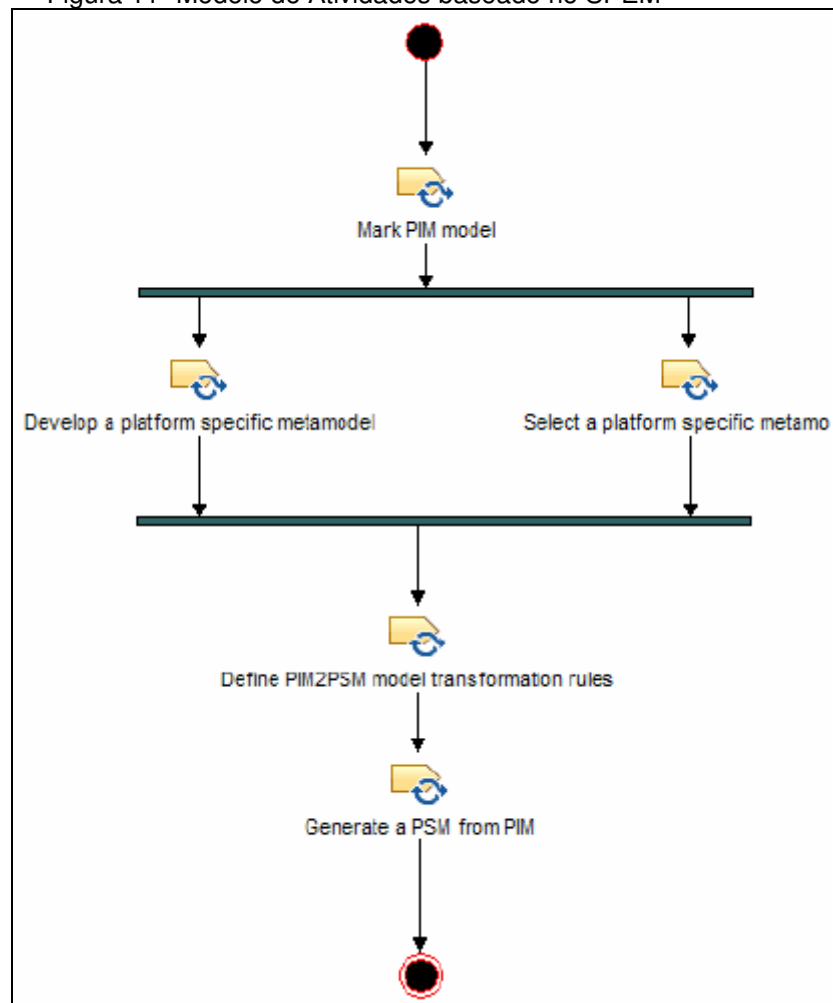 Figura 11- Modelo de Atividades baseado no SPEM
Mark PIM model
Develop a platform specific metamodel
Select a platform specific metamo
Define PIM2PSM model transformation rules
Generate a PSM from PIM